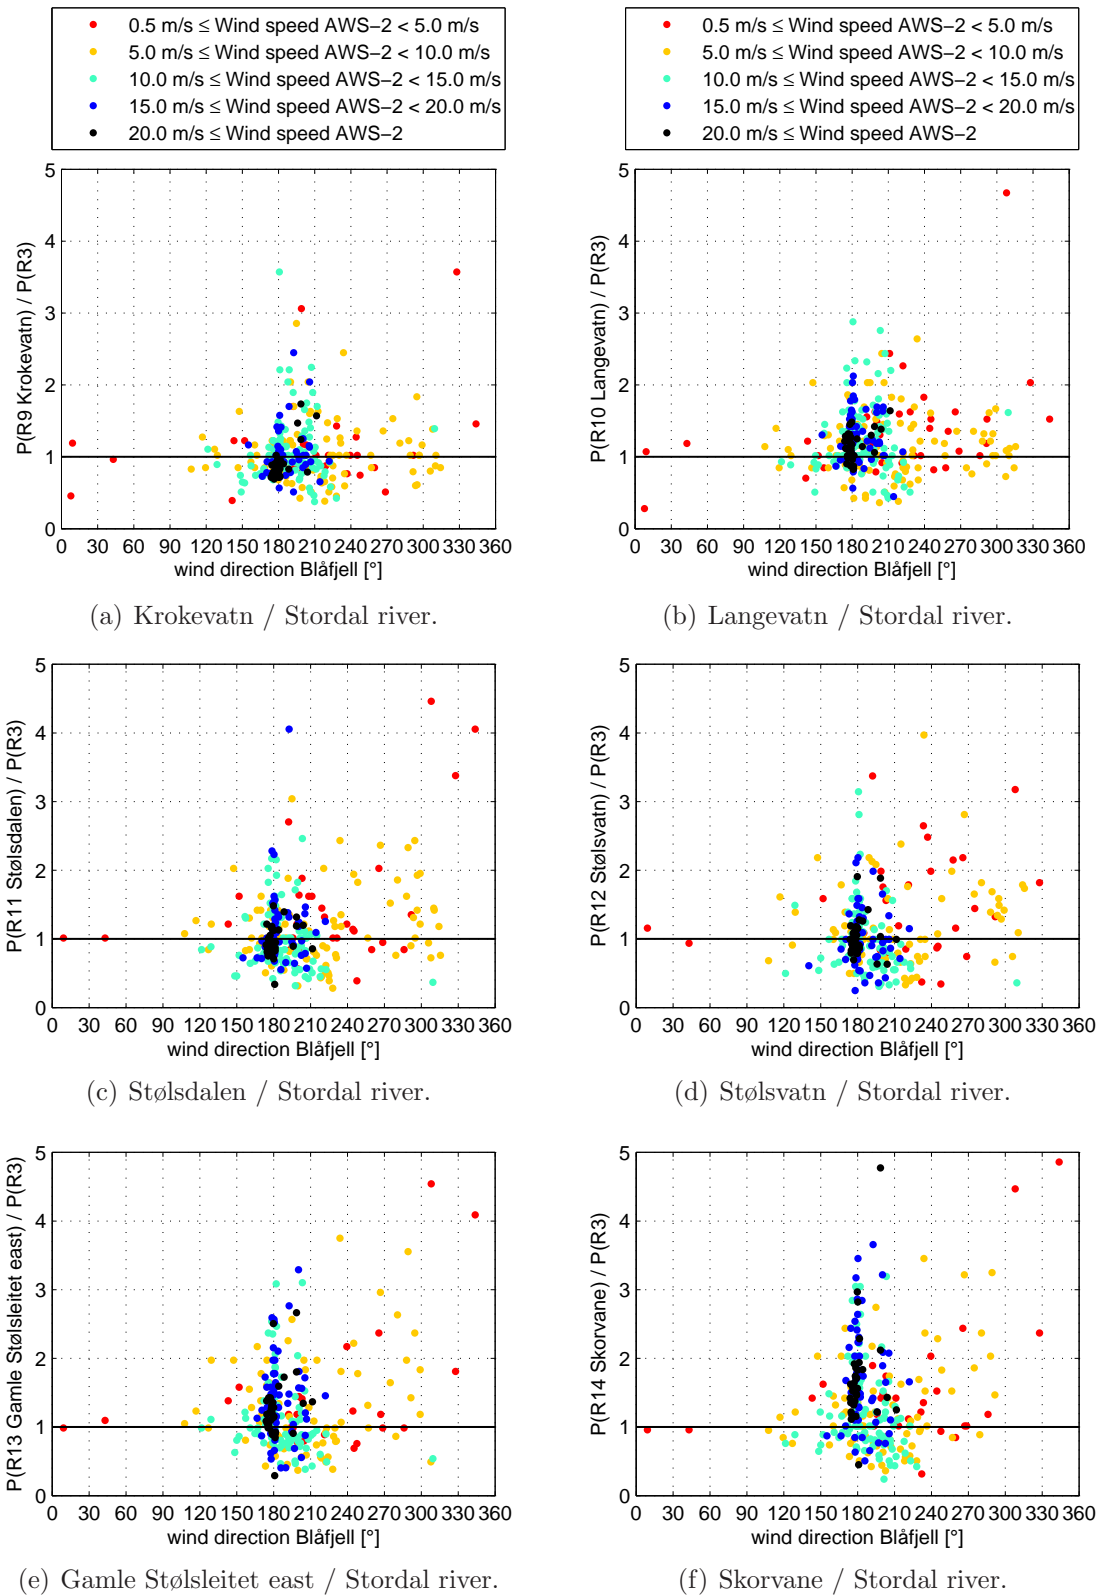 0.5 m/s ≤ Wind speed AWS−2 < 5.0 m/s
5.0 m/s ≤ Wind speed AWS−2 < 10.0 m/s
10.0 m/s ≤ Wind speed AWS−2 < 15.0 m/s
15.0 m/s ≤ Wind speed AWS−2 < 20.0 m/s
20.0 m/s ≤ Wind speed AWS−2
0.5 m/s ≤ Wind speed AWS−2 < 5.0 m/s
5.0 m/s ≤ Wind speed AWS−2 < 10.0 m/s
10.0 m/s ≤ Wind speed AWS−2 < 15.0 m/s
15.0 m/s ≤ Wind speed AWS−2 < 20.0 m/s
20.0 m/s ≤ Wind speed AWS−2
P(R9 Krokevatn) / P(R3)
5
4
3
2
1
0
0 30 60 90 120 150 180 210 240 270 300 330 360
wind direction Blåfjell [°]
(a) Krokevatn / Stordal river.
P(R10 Langevatn) / P(R3)
5
4
3
2
1
0
0 30 60 90 120 150 180 210 240 270 300 330 360
wind direction Blåfjell [°]
(b) Langevatn / Stordal river.
P(R11 Stølsdalen) / P(R3)
5
4
3
2
1
0
0 30 60 90 120 150 180 210 240 270 300 330 360
wind direction Blåfjell [°]
(c) Stølsdalen / Stordal river.
P(R12 Stølsvatn) / P(R3)
5
4
3
2
1
0
0 30 60 90 120 150 180 210 240 270 300 330 360
wind direction Blåfjell [°]
(d) Stølsvatn / Stordal river.
P(R13 Gamle Stølsleitet east) / P(R3)
5
4
3
2
1
0
0 30 60 90 120 150 180 210 240 270 300 330 360
wind direction Blåfjell [°]
(e) Gamle Stølsleitet east / Stordal river.
P(R14 Skorvane) / P(R3)
5
4
3
2
1
0
0 30 60 90 120 150 180 210 240 270 300 330 360
wind direction Blåfjell [°]
(f) Skorvane / Stordal river.